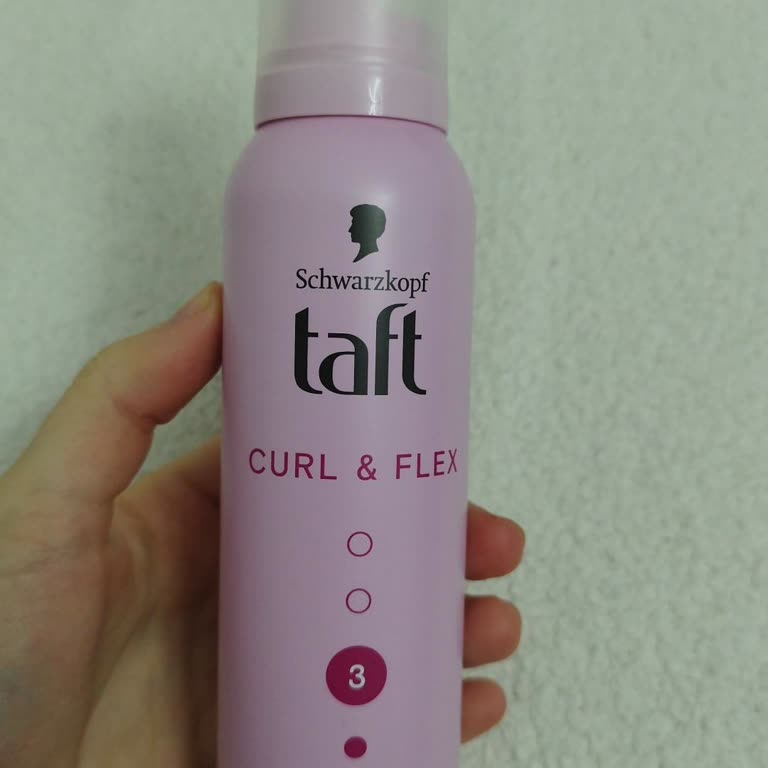 Schwarzkopf
taft
CURL & FLEX
3